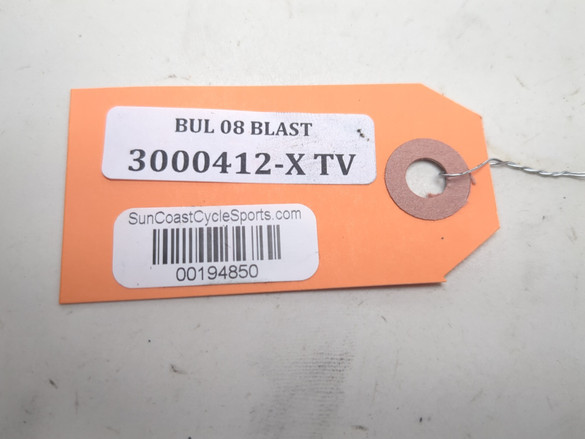 BUL 08 BLAST
3000412-X TV
SunCoastCycleSports.com
00194850